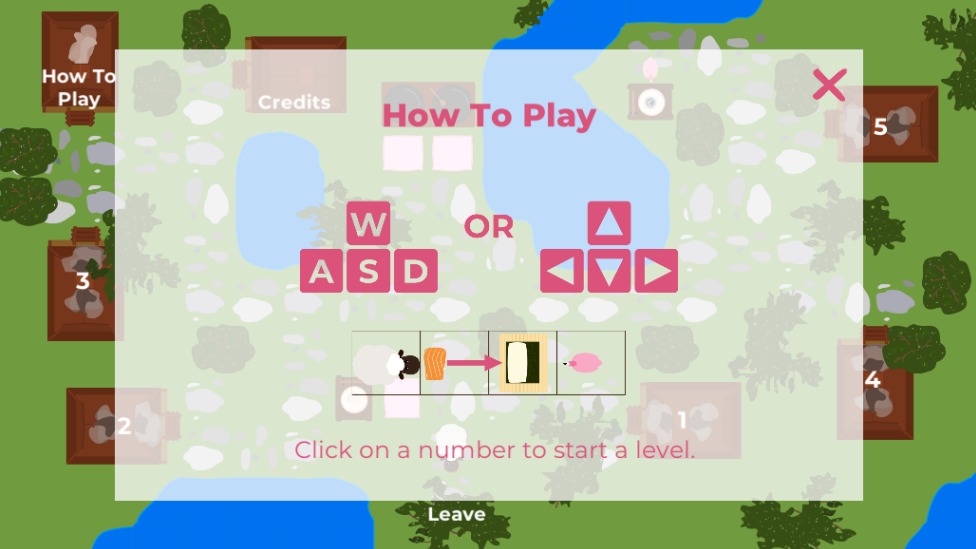 How To
Play
Credits
How To Play
5
W
OR
A S D
3
4
2
1
Click on a number to start a level.
Leave